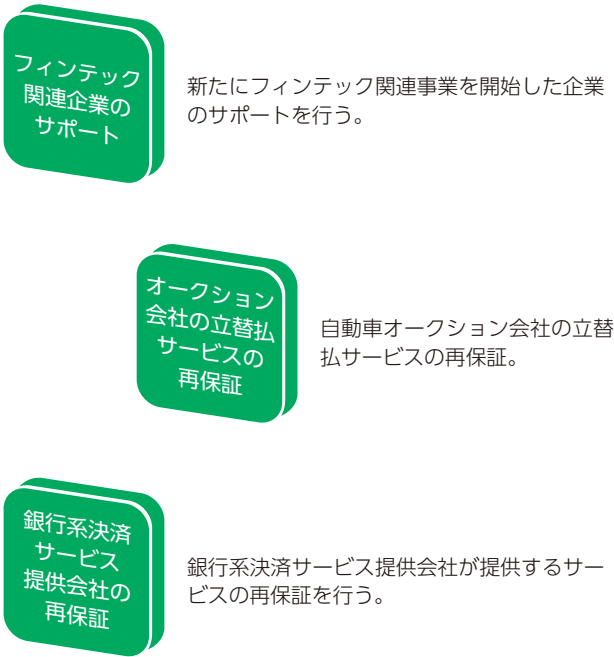 フィンテック
関連企業の
サポート
新たにフィンテック関連事業を開始した企業
のサポートを行う。
オークション
会社の立替払
サービスの
再保証
自動車オークション会社の立替
払サービスの再保証。
銀行系決済
サービス
提供会社の
再保証
銀行系決済サービス提供会社が提供するサー
ビスの再保証を行う。